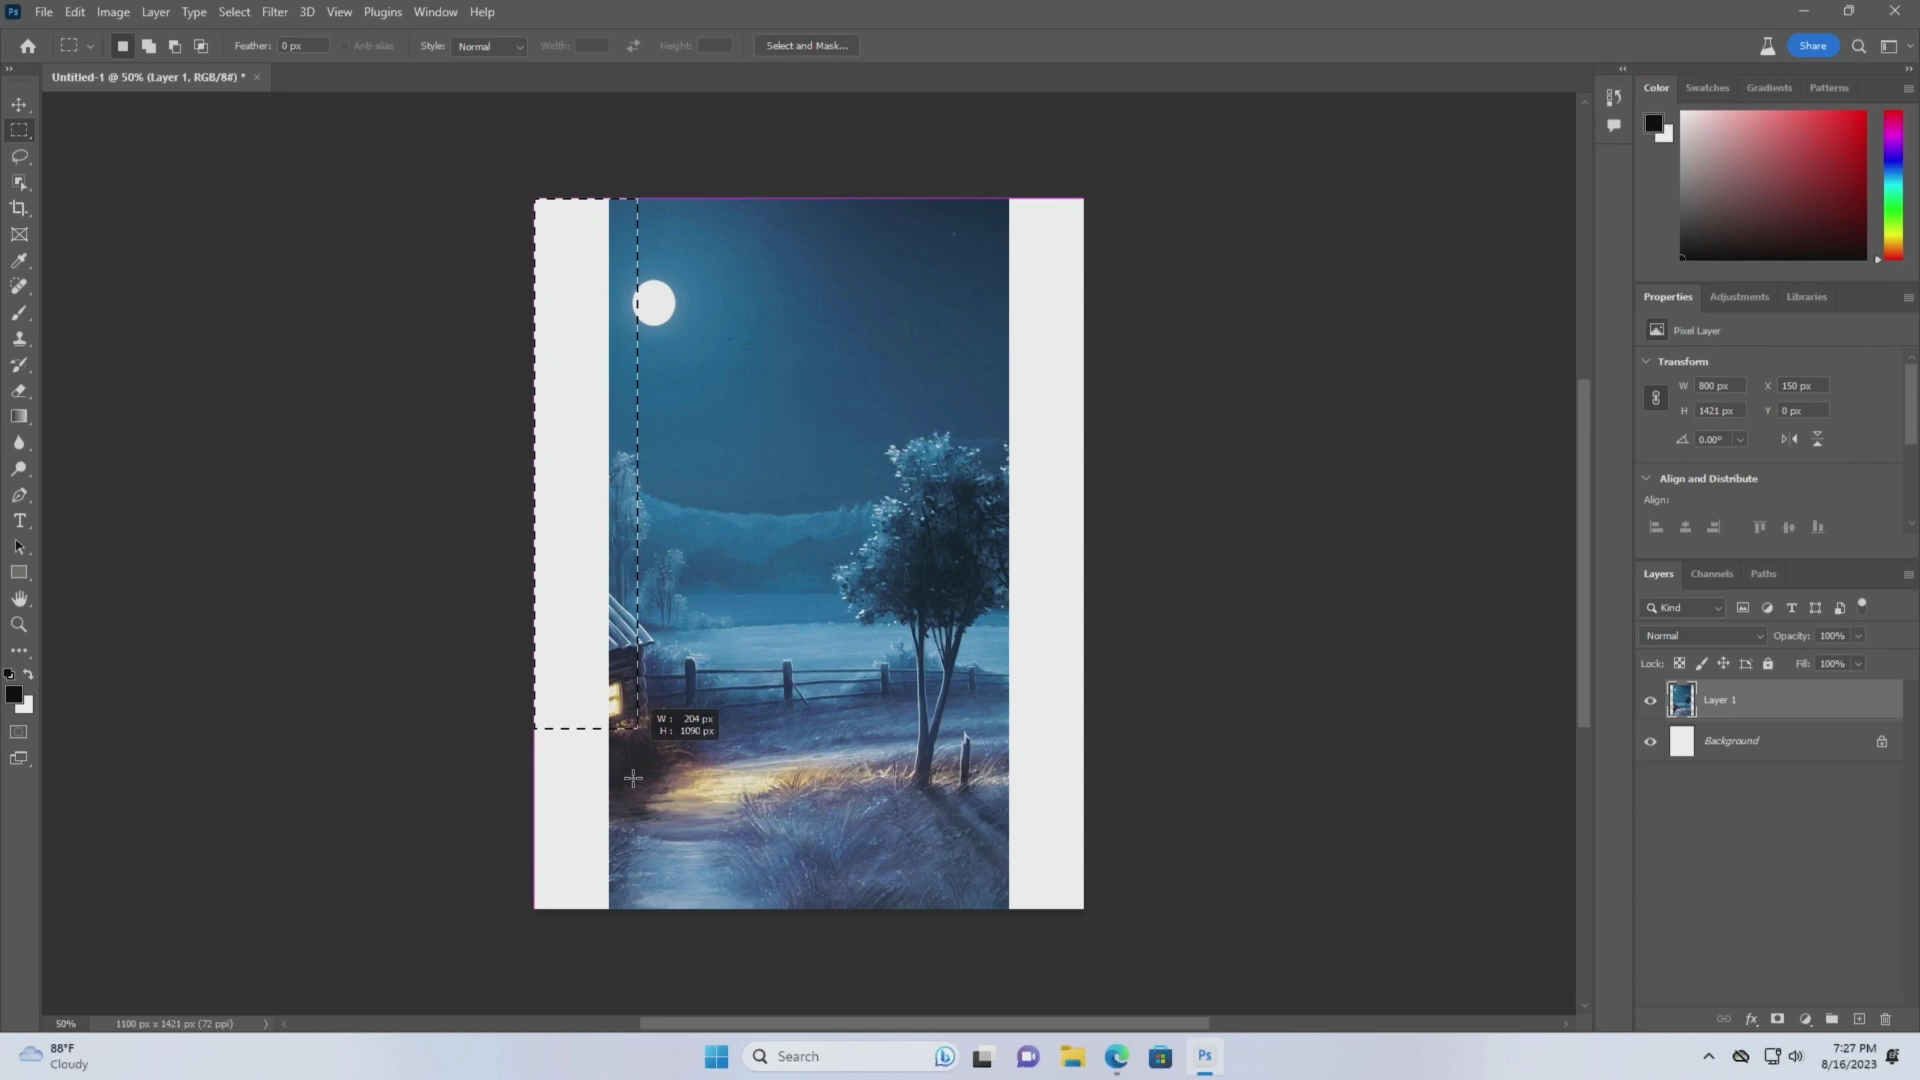 Ps File Edit Image Layer Type Select Filter 3D View Plugins Window Help
Feather: 0 px Anti-alias Style: Normal Width: Height: Select and Mask... Share
Untitled-1 @ 50% (Layer 1, RGB/8#) *
Color Swatches Gradients Patterns
Properties Adjustments Libraries
Pixel Layer
Transform
W 800 px X 150 px
H 1421 px Y 0 px
0.00°
Align and Distribute
Align:
Layers Channels Paths
Kind
Normal Opacity: 100%
Lock: Fill: 100%
Layer 1
Background
W : 204 px
H : 1090 px
50% 1100 px x 1421 px (72 ppi)
88°F
Cloudy
Search
Ps
7:27 PM
8/16/2023